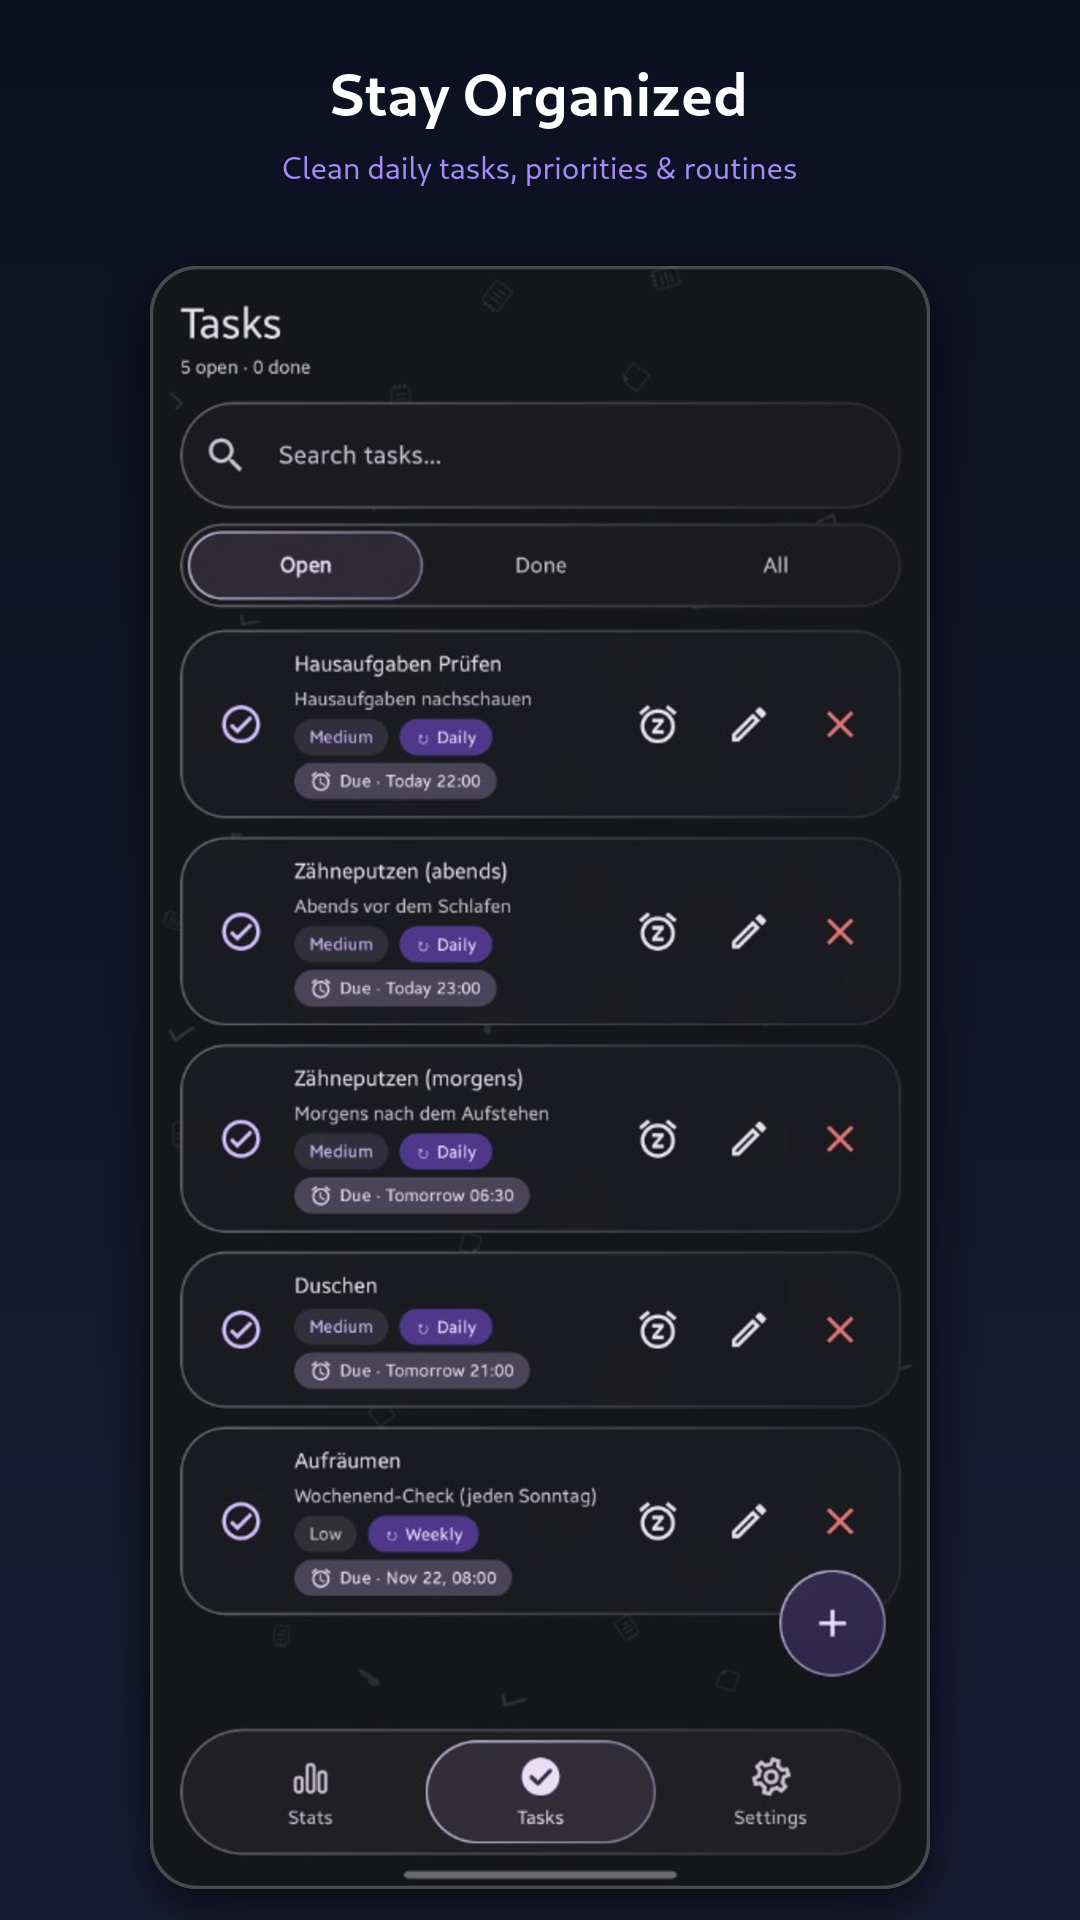 Stay Organized
Clean daily tasks, priorities & routines
Tasks
5 open · 0 done
Search tasks...
Open Done All
Hausaufgaben Prüfen
Hausaufgaben nachschauen
Medium ↻ Daily
Due · Today 22:00
Zähneputzen (abends)
Abends vor dem Schlafen
Medium ↻ Daily
Due · Today 23:00
Zähneputzen (morgens)
Morgens nach dem Aufstehen
Medium ↻ Daily
Due · Tomorrow 06:30
Duschen
Medium ↻ Daily
Due · Tomorrow 21:00
Aufräumen
Wochenend-Check (jeden Sonntag)
Low ↻ Weekly
Due · Nov 22, 08:00
+
Stats Tasks Settings